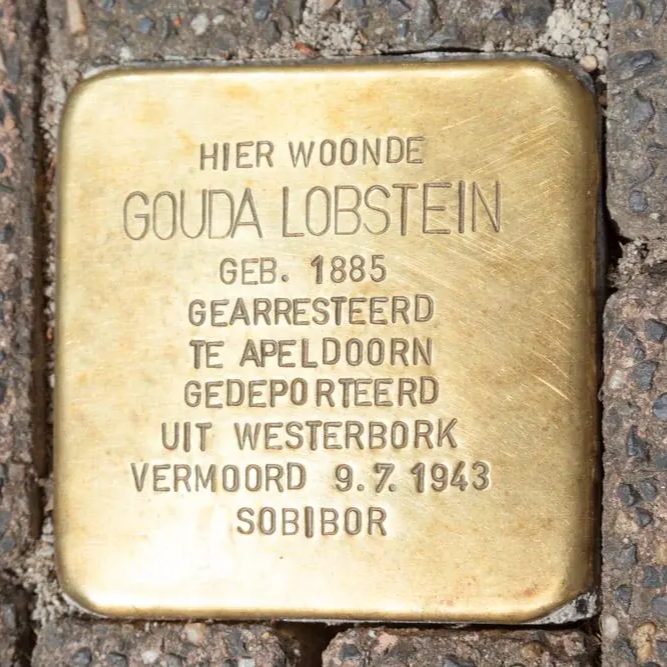 HIER WOONDE
GOUDA LOBSTEIN
GEB. 1885
GEARRESTEERD
TE APELDOORN
GEDEPORTEERD
UIT WESTERBORK
VERMOORD 9.7.1943
SOBIBOR